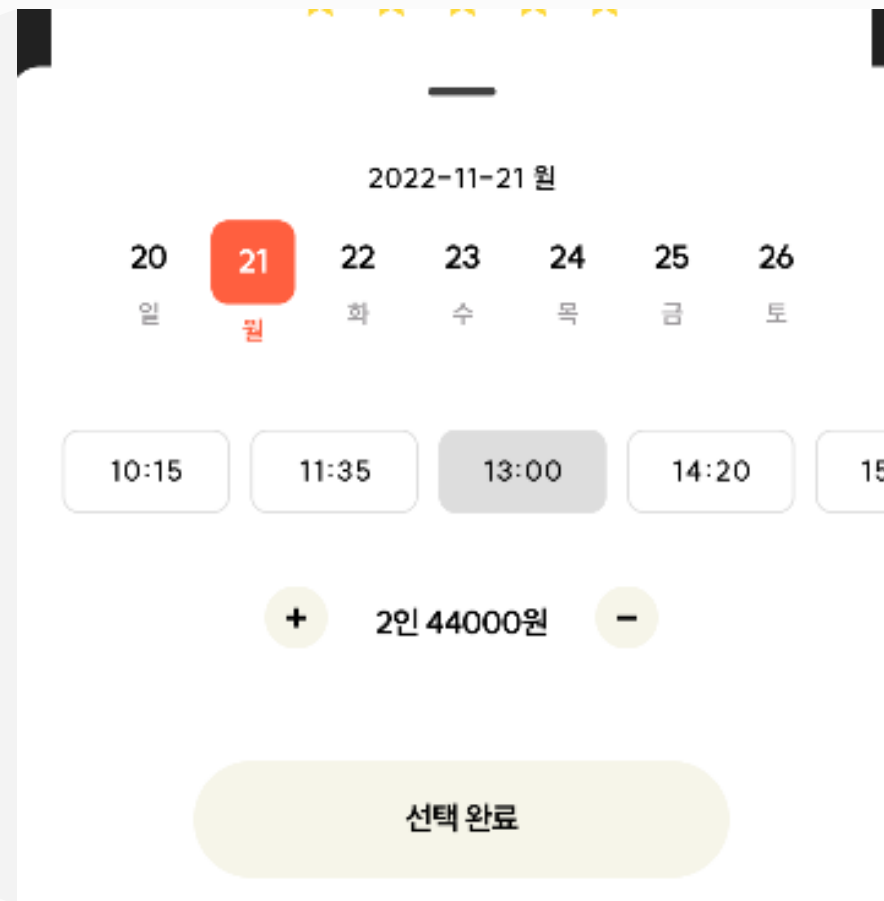 2022-11-21 월
20 21 22 23 24 25 26
일 월 화 수 목 금 토
10:15 11:35 13:00 14:20
+ 2인 44000원 -
선택 완료